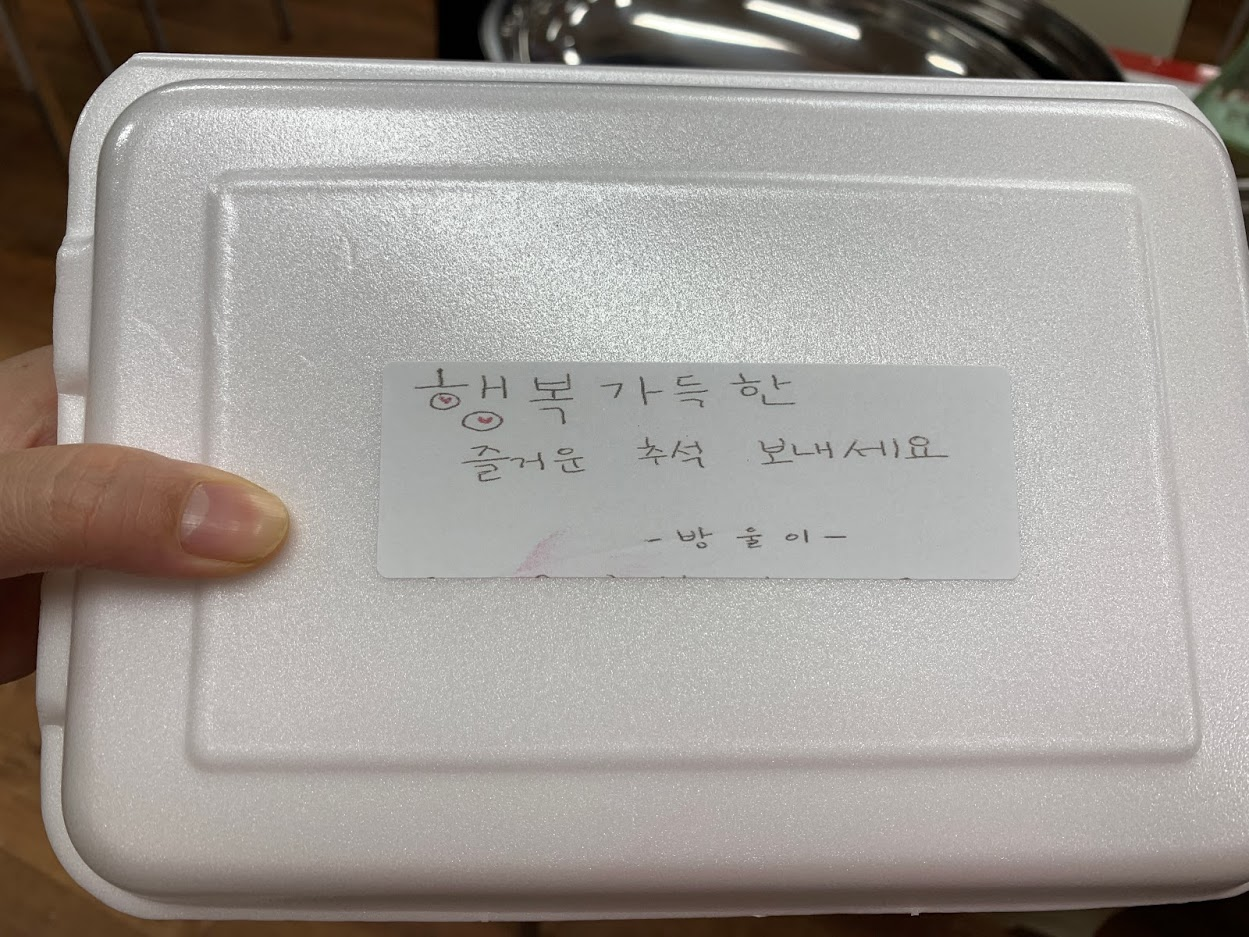 행복 가득한
즐거운 추석 보내세요
- 방울이 -